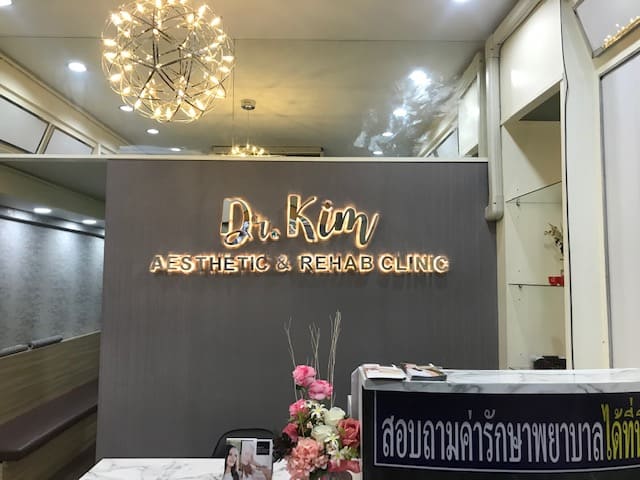 Dr. Kim
AESTHETIC & REHAB CLINIC
สอบถามค่ารักษาพยาบาลได้ที่